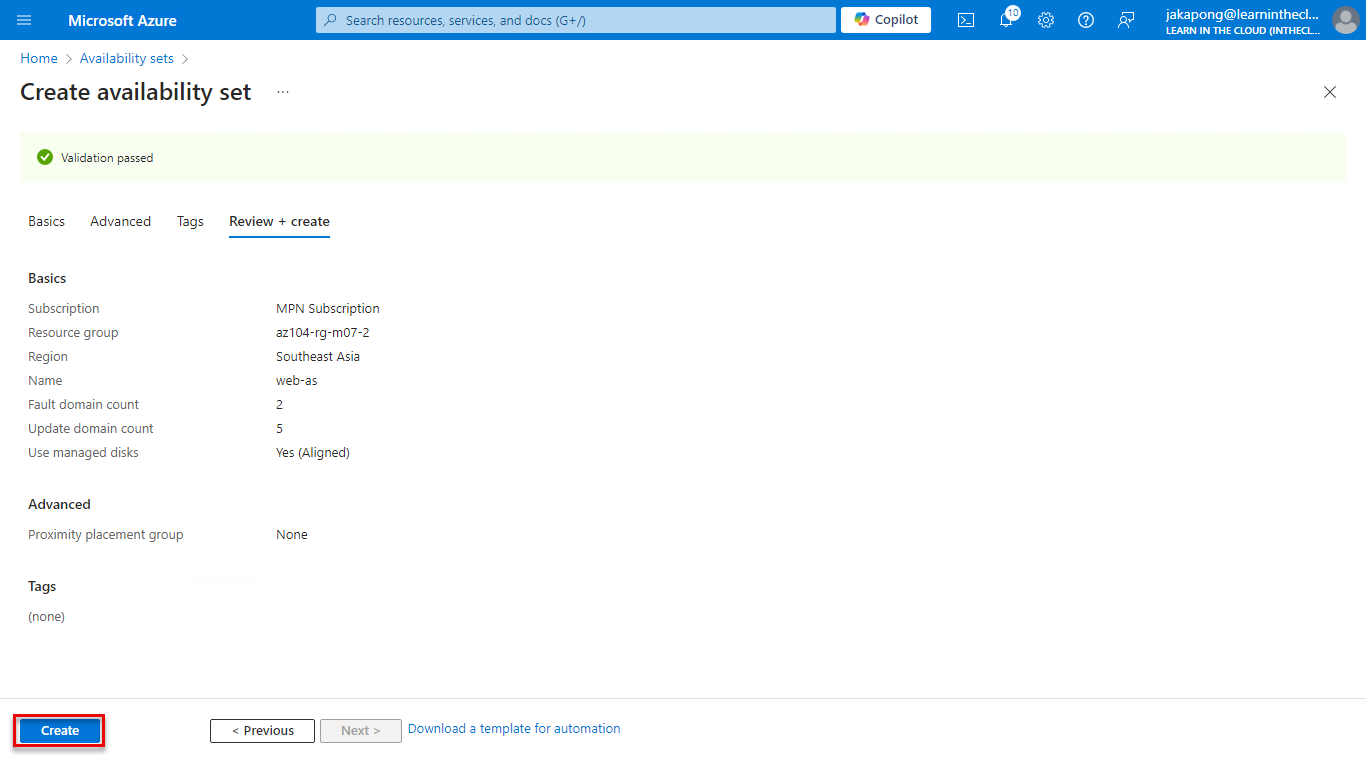 Microsoft Azure
Search resources, services, and docs (G+/)
Copilot
10
jakapong@learninthecl...
LEARN IN THE CLOUD (INTHECL...
Home > Availability sets >
Create availability set ...
Validation passed
Basics Advanced Tags Review + create
Basics
Subscription MPN Subscription
Resource group az104-rg-m07-2
Region Southeast Asia
Name web-as
Fault domain count 2
Update domain count 5
Use managed disks Yes (Aligned)
Advanced
Proximity placement group None
Tags
(none)
Create < Previous Next > Download a template for automation